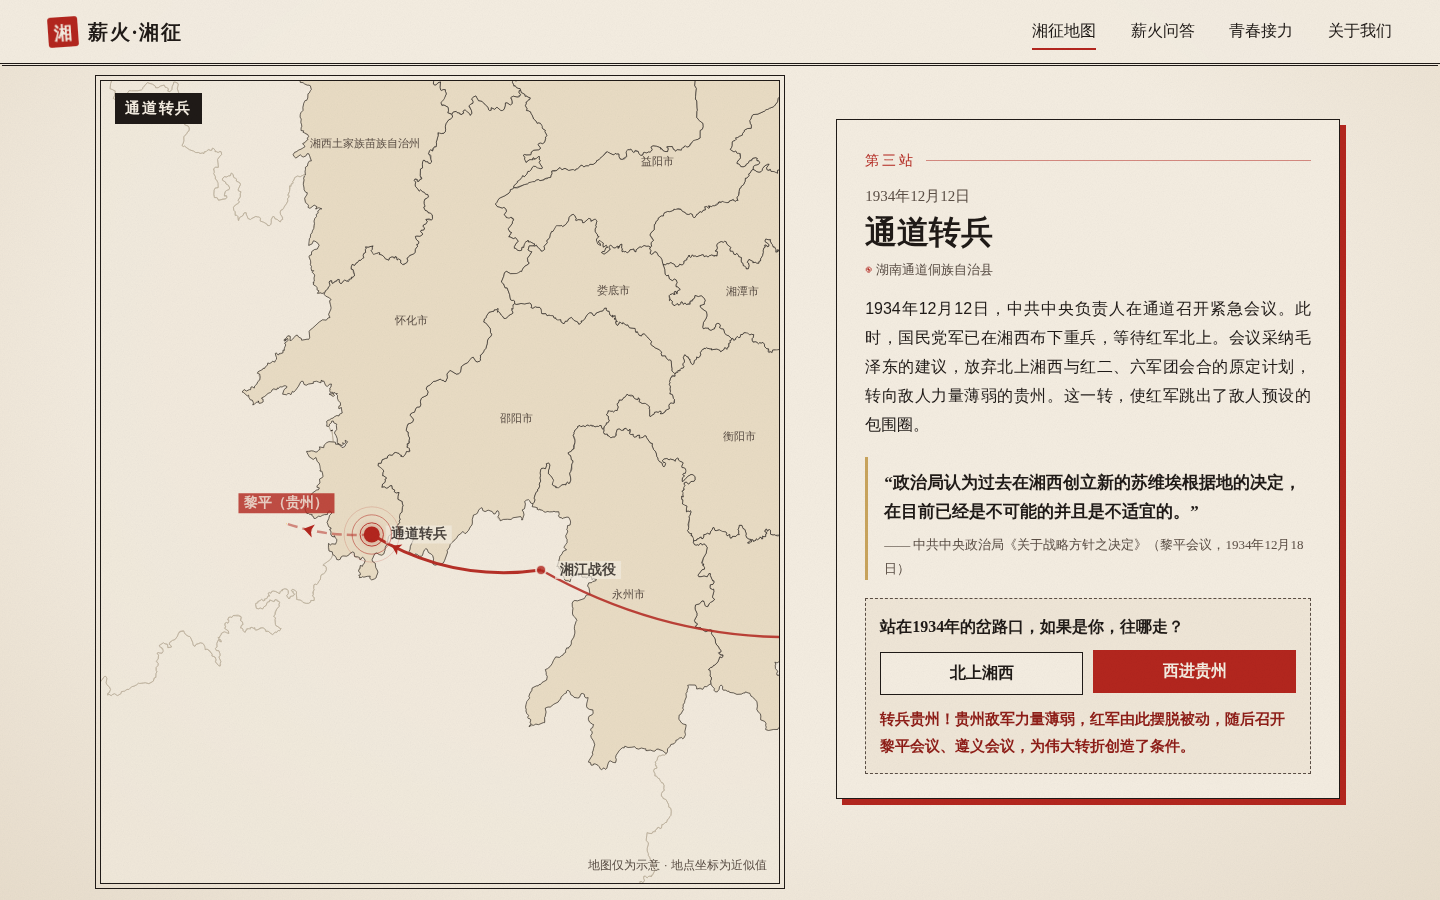 湘 薪火·湘征
湘征地图 薪火问答 青春接力 关于我们
通道转兵
湘西土家族苗族自治州
益阳市
娄底市
湘潭市
怀化市
邵阳市
衡阳市
黎平（贵州）
通道转兵
湘江战役
永州市
地图仅为示意 · 地点坐标为近似值
第三站
1934年12月12日
通道转兵
湖南通道侗族自治县
1934年12月12日，中共中央负责人在通道召开紧急会议。此
时，国民党军已在湘西布下重兵，等待红军北上。会议采纳毛
泽东的建议，放弃北上湘西与红二、六军团会合的原定计划，
转向敌人力量薄弱的贵州。这一转，使红军跳出了敌人预设的
包围圈。
“政治局认为过去在湘西创立新的苏维埃根据地的决定，
在目前已经是不可能的并且是不适宜的。”
—— 中共中央政治局《关于战略方针之决定》（黎平会议，1934年12月18
日）
站在1934年的岔路口，如果是你，往哪走？
北上湘西 西进贵州
转兵贵州！贵州敌军力量薄弱，红军由此摆脱被动，随后召开
黎平会议、遵义会议，为伟大转折创造了条件。